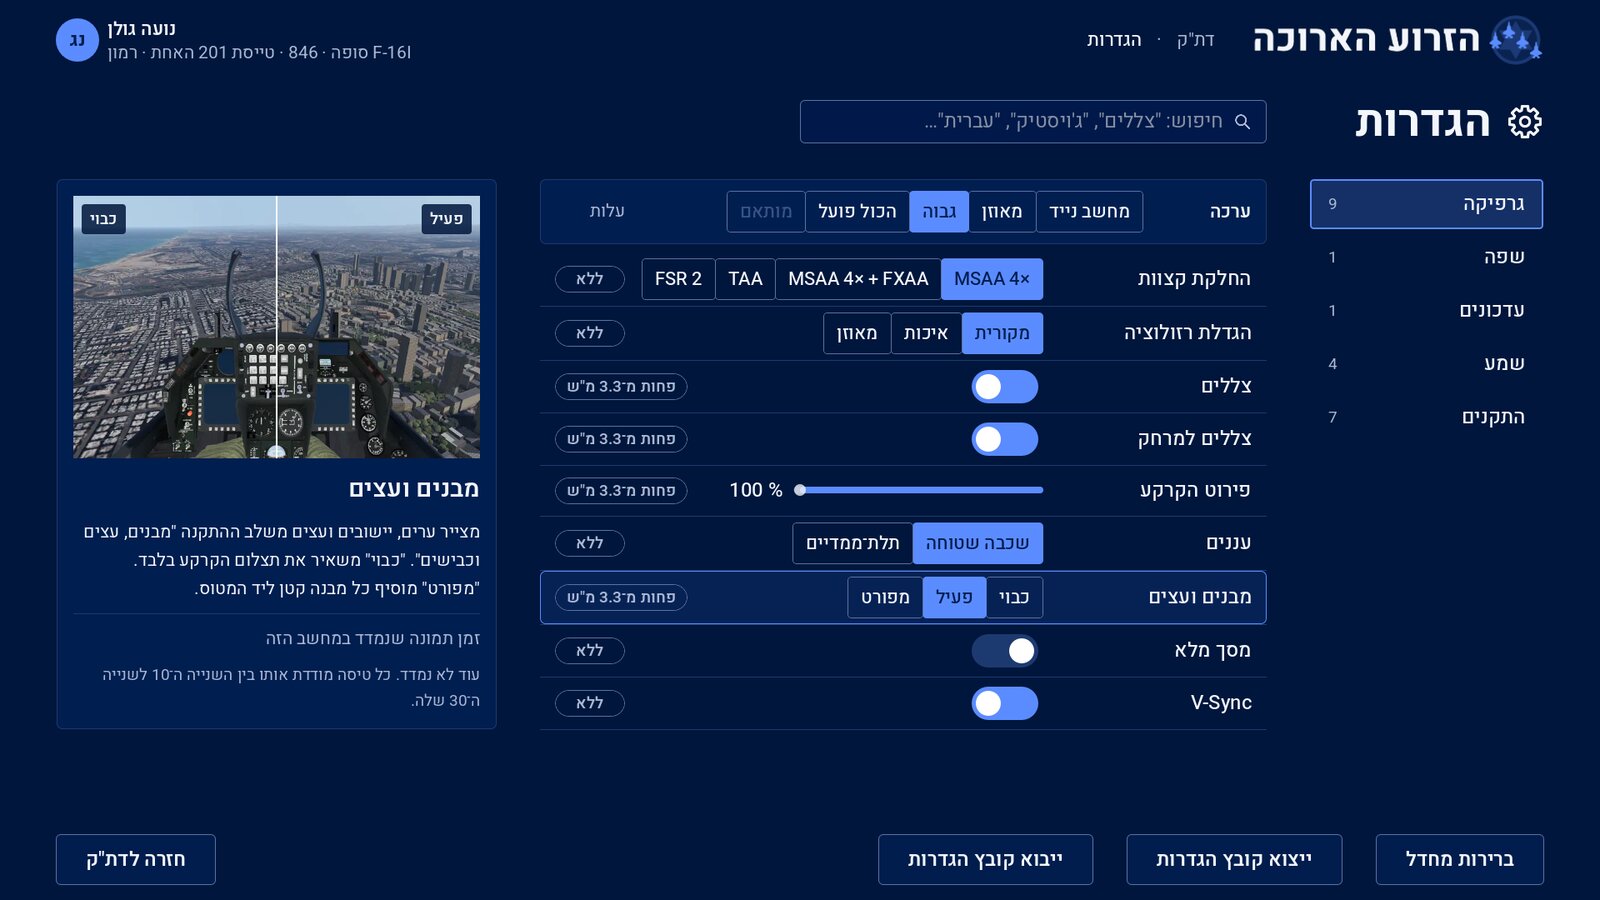 הזרוע הארוכה
דת"ק · הגדרות
נועה גולן
F-16I סופה · 846 · טייסת 201 האחת · רמון
נג
הגדרות
חיפוש: "צללים", "ג'ויסטיק", "עברית"...
גרפיקה 9
שפה 1
עדכונים 1
שמע 4
התקנים 7
ערכה מחשב נייד מאוזן גבוה הכול פועל מותאם עלות
החלקת קצוות MSAA 4× MSAA 4× + FXAA TAA FSR 2 ללא
הגדלת רזולוציה מקורית איכות מאוזן ללא
צללים פחות מ־3.3 מ"ש
צללים למרחק פחות מ־3.3 מ"ש
פירוט הקרקע 100 % פחות מ־3.3 מ"ש
עננים שכבה שטוחה תלת־ממדיים ללא
מבנים ועצים כבוי פעיל מפורט פחות מ־3.3 מ"ש
מסך מלא ללא
V-Sync ללא
פעיל כבוי
מבנים ועצים
מצייר ערים, יישובים ועצים משלב ההתקנה "מבנים, עצים
וכבישים". "כבוי" משאיר את תצלום הקרקע בלבד.
"מפורט" מוסיף כל מבנה קטן ליד המטוס.
זמן תמונה שנמדד במחשב הזה
עוד לא נמדד. כל טיסה מודדת אותו בין השנייה ה־10 לשנייה
ה־30 שלה.
ברירות מחדל
ייצוא קובץ הגדרות
ייבוא קובץ הגדרות
חזרה לדת"ק